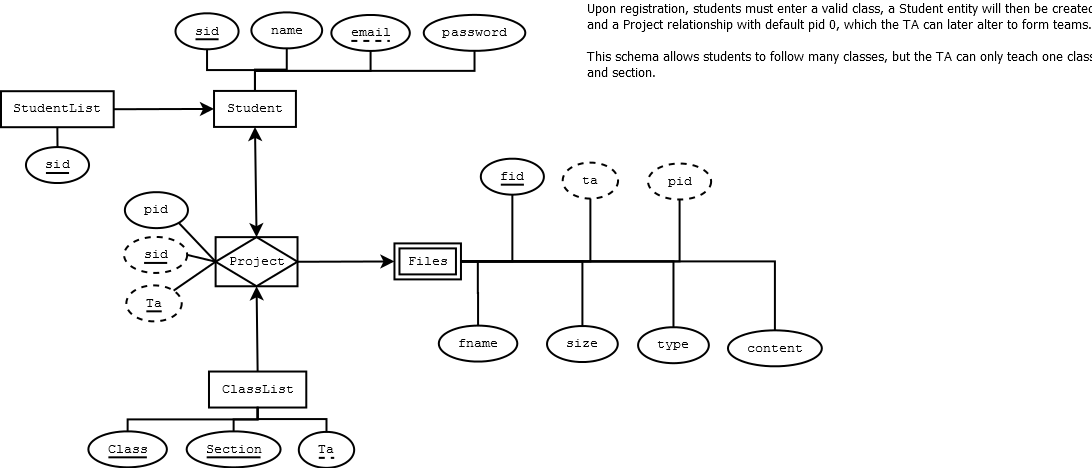 Upon registration, students must enter a valid class, a Student entity will then be created
and a Project relationship with default pid 0, which the TA can later alter to form teams.
This schema allows students to follow many classes, but the TA can only teach one class
and section.
sid
name
email
password
StudentList
Student
sid
fid
ta
pid
pid
sid
Project
Files
Ta
fname
size
type
content
ClassList
Class
Section
Ta